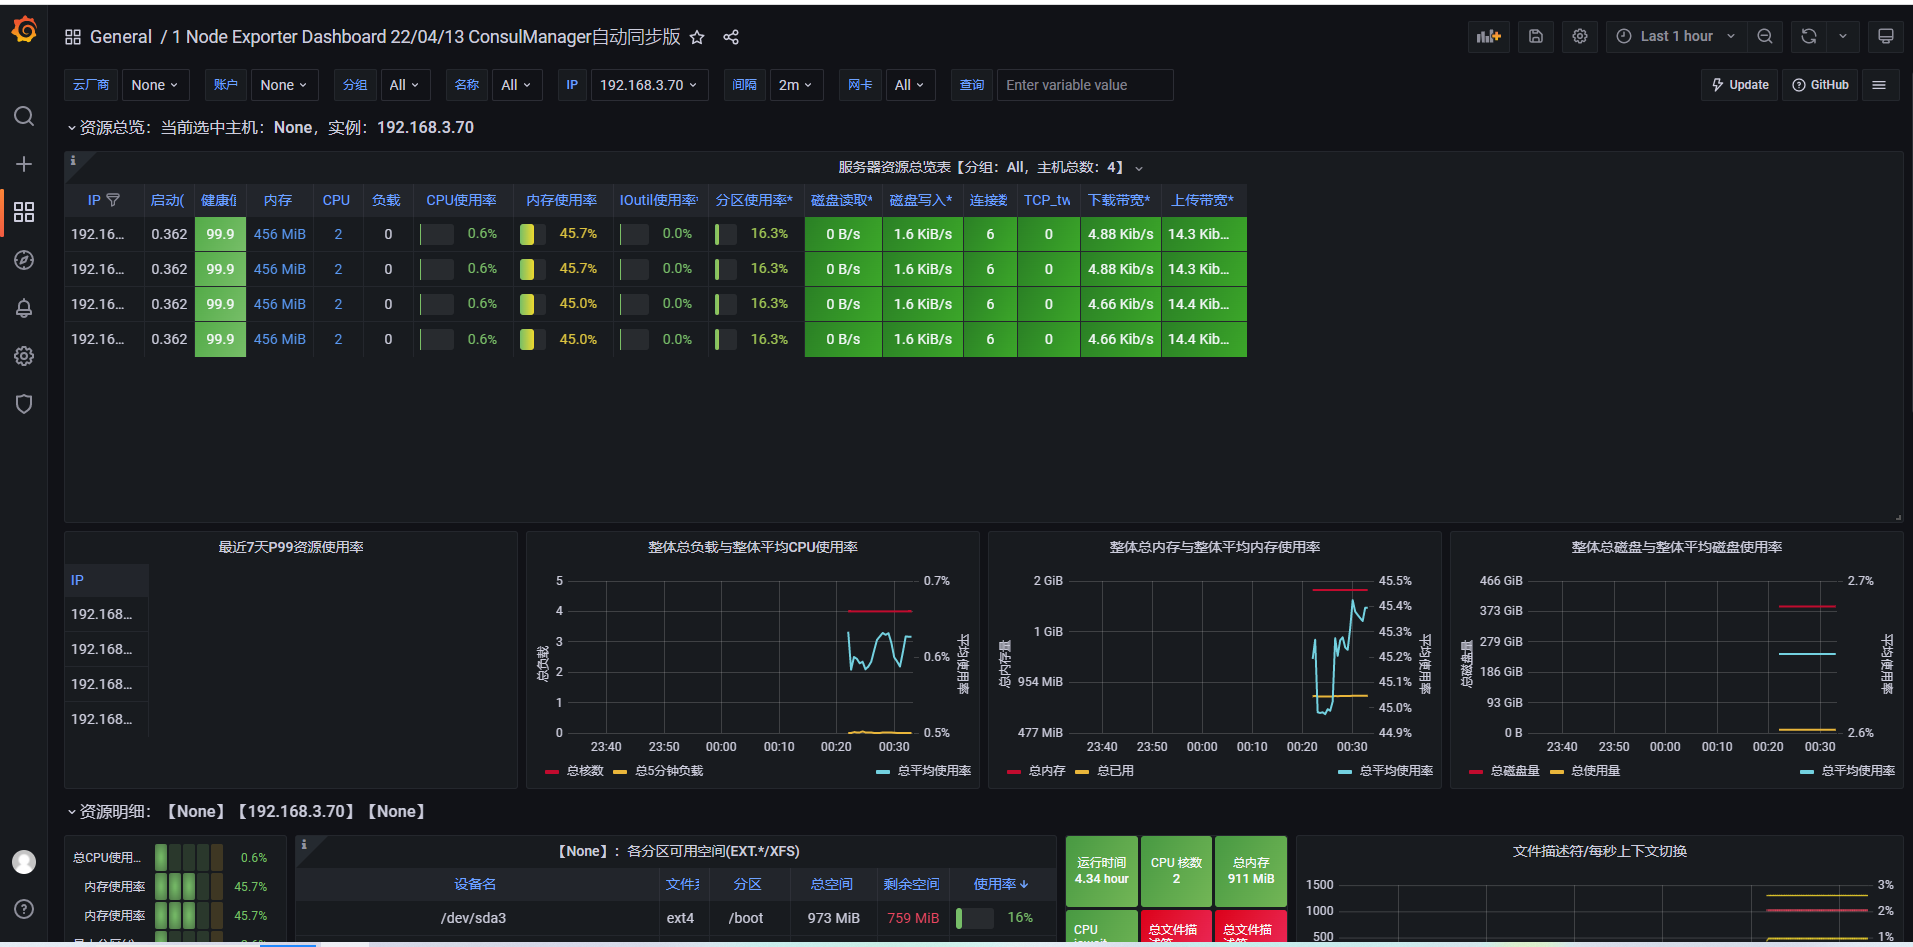 General / 1 Node Exporter Dashboard 22/04/13 ConsulManager自动同步版
Last 1 hour
云厂商 None 账户 None 分组 All 名称 All IP 192.168.3.70 间隔 2m 网卡 All 查询 Enter variable value
Update GitHub
资源总览：当前选中主机：None，实例：192.168.3.70
服务器资源总览表【分组：All，主机总数：4】
IP 启动( 健康值 内存 CPU 负载 CPU使用率 内存使用率 IOutil使用率* 分区使用率* 磁盘读取* 磁盘写入* 连接数 TCP_tw 下载带宽* 上传带宽*
192.16... 0.362 99.9 456 MiB 2 0 0.6% 45.7% 0.0% 16.3% 0 B/s 1.6 KiB/s 6 0 4.88 Kib/s 14.3 Kib...
192.16... 0.362 99.9 456 MiB 2 0 0.6% 45.7% 0.0% 16.3% 0 B/s 1.6 KiB/s 6 0 4.88 Kib/s 14.3 Kib...
192.16... 0.362 99.9 456 MiB 2 0 0.6% 45.0% 0.0% 16.3% 0 B/s 1.6 KiB/s 6 0 4.66 Kib/s 14.4 Kib...
192.16... 0.362 99.9 456 MiB 2 0 0.6% 45.0% 0.0% 16.3% 0 B/s 1.6 KiB/s 6 0 4.66 Kib/s 14.4 Kib...
最近7天P99资源使用率
IP
192.168...
192.168...
192.168...
192.168...
整体总负载与整体平均CPU使用率
总负载
5
4
3
2
1
0
0.7%
0.6%
0.5%
平均使用率
23:40 23:50 00:00 00:10 00:20 00:30
总核数 总5分钟负载 总平均使用率
整体总内存与整体平均内存使用率
总内存量
2 GiB
1 GiB
954 MiB
477 MiB
45.5%
45.4%
45.3%
45.2%
45.1%
45.0%
44.9%
平均使用率
23:40 23:50 00:00 00:10 00:20 00:30
总内存 总已用 总平均使用率
整体总磁盘与整体平均磁盘使用率
总磁盘量
466 GiB
373 GiB
279 GiB
186 GiB
93 GiB
0 B
2.7%
2.6%
平均使用率
23:40 23:50 00:00 00:10 00:20 00:30
总磁盘量 总使用量 总平均使用率
资源明细：【None】【192.168.3.70】【None】
总CPU使用... 0.6%
内存使用率 45.7%
内存使用率 45.7%
【None】：各分区可用空间(EXT.*/XFS)
设备名 文件系 分区 总空间 剩余空间 使用率
/dev/sda3 ext4 /boot 973 MiB 759 MiB 16%
运行时间
4.34 hour
CPU 核数
2
总内存
911 MiB
CPU
iowait
总文件描
述符
总文件描
述符
文件描述符/每秒上下文切换
1500
1000
500
3%
2%
1%